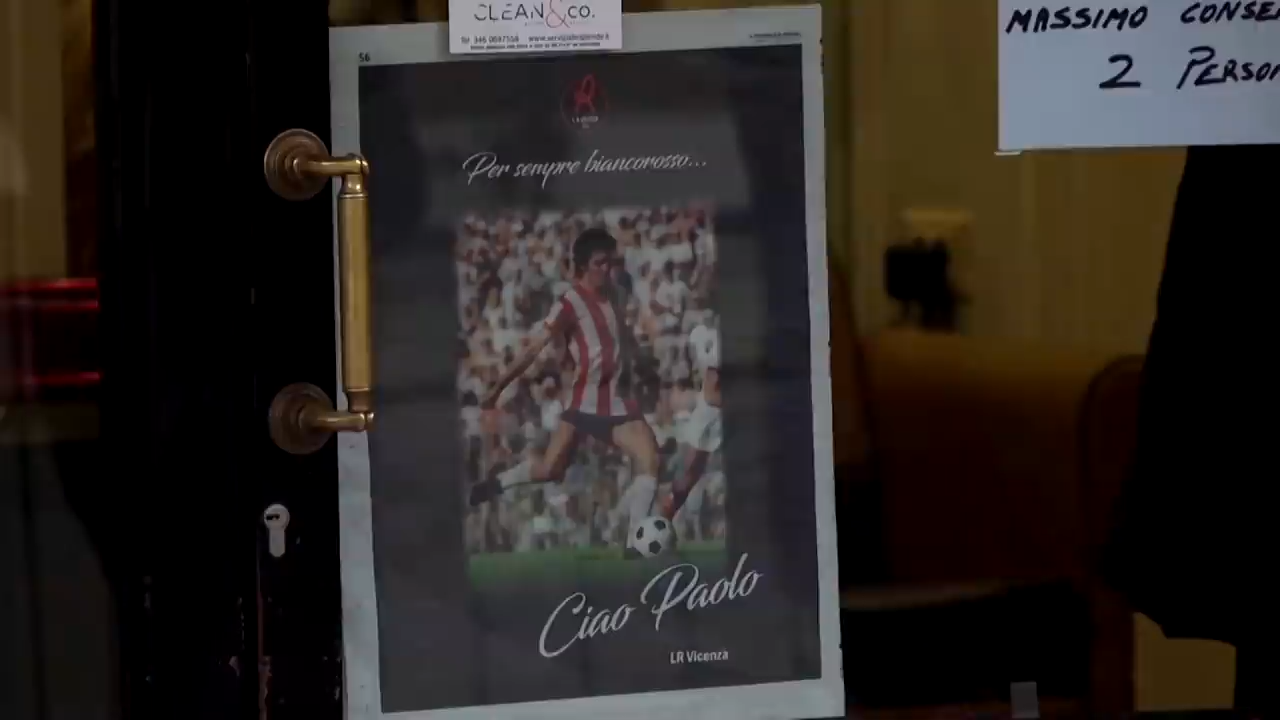 CLEAN&CO.
MASSIMO CONSE
2 PERSO
56
Per sempre biancorosso...
Ciao Paolo
LR Vicenza